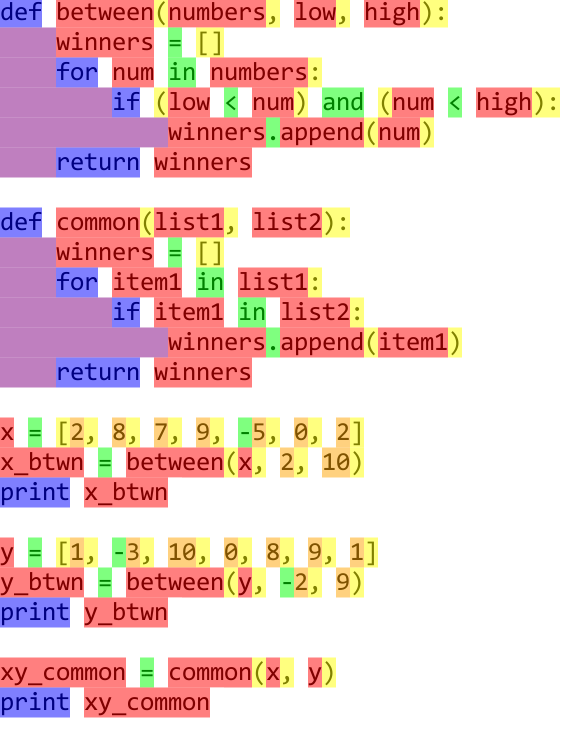 def between(numbers, low, high):
    winners = []
    for num in numbers:
        if (low < num) and (num < high):
            winners.append(num)
    return winners

def common(list1, list2):
    winners = []
    for item1 in list1:
        if item1 in list2:
            winners.append(item1)
    return winners

x = [2, 8, 7, 9, -5, 0, 2]
x_btwn = between(x, 2, 10)
print x_btwn

y = [1, -3, 10, 0, 8, 9, 1]
y_btwn = between(y, -2, 9)
print y_btwn

xy_common = common(x, y)
print xy_common